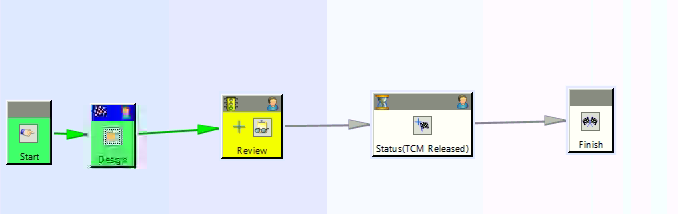 Start
Design
Review
Status(TCM Released)
Finish